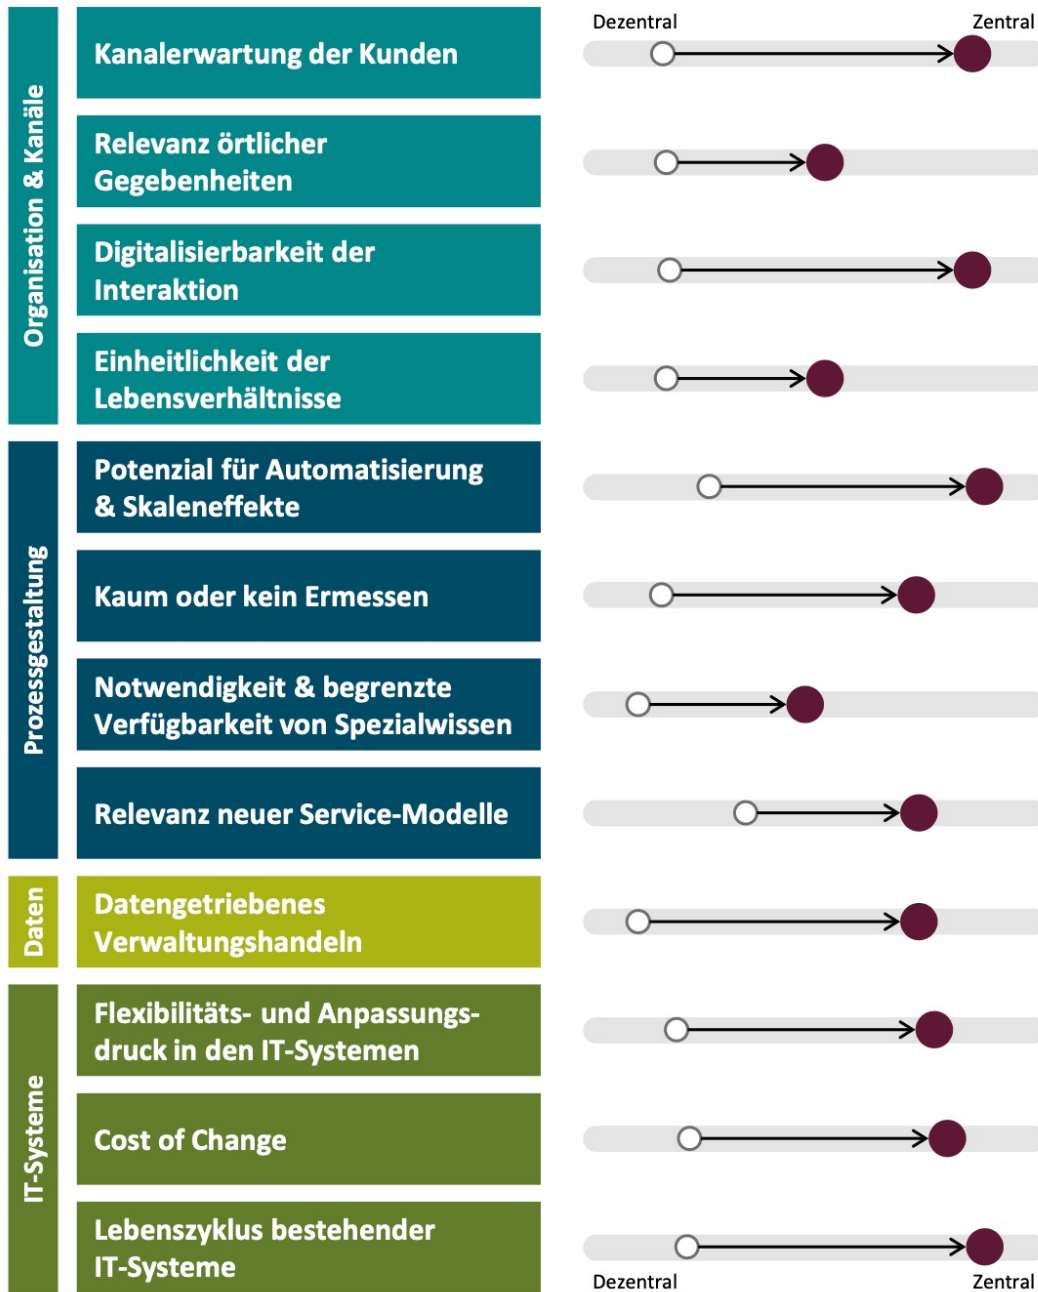 Dezentral
Zentral
Organisation & Kanäle
Kanalerwartung der Kunden
Relevanz örtlicher
Gegebenheiten
Digitalisierbarkeit der
Interaktion
Einheitlichkeit der
Lebensverhältnisse
Prozessgestaltung
Potenzial für Automatisierung
& Skaleneffekte
Kaum oder kein Ermessen
Notwendigkeit & begrenzte
Verfügbarkeit von Spezialwissen
Relevanz neuer Service-Modelle
Daten
Datengetriebenes
Verwaltungshandeln
IT-Systeme
Flexibilitäts- und Anpassungs-
druck in den IT-Systemen
Cost of Change
Lebenszyklus bestehender
IT-Systeme
Dezentral
Zentral